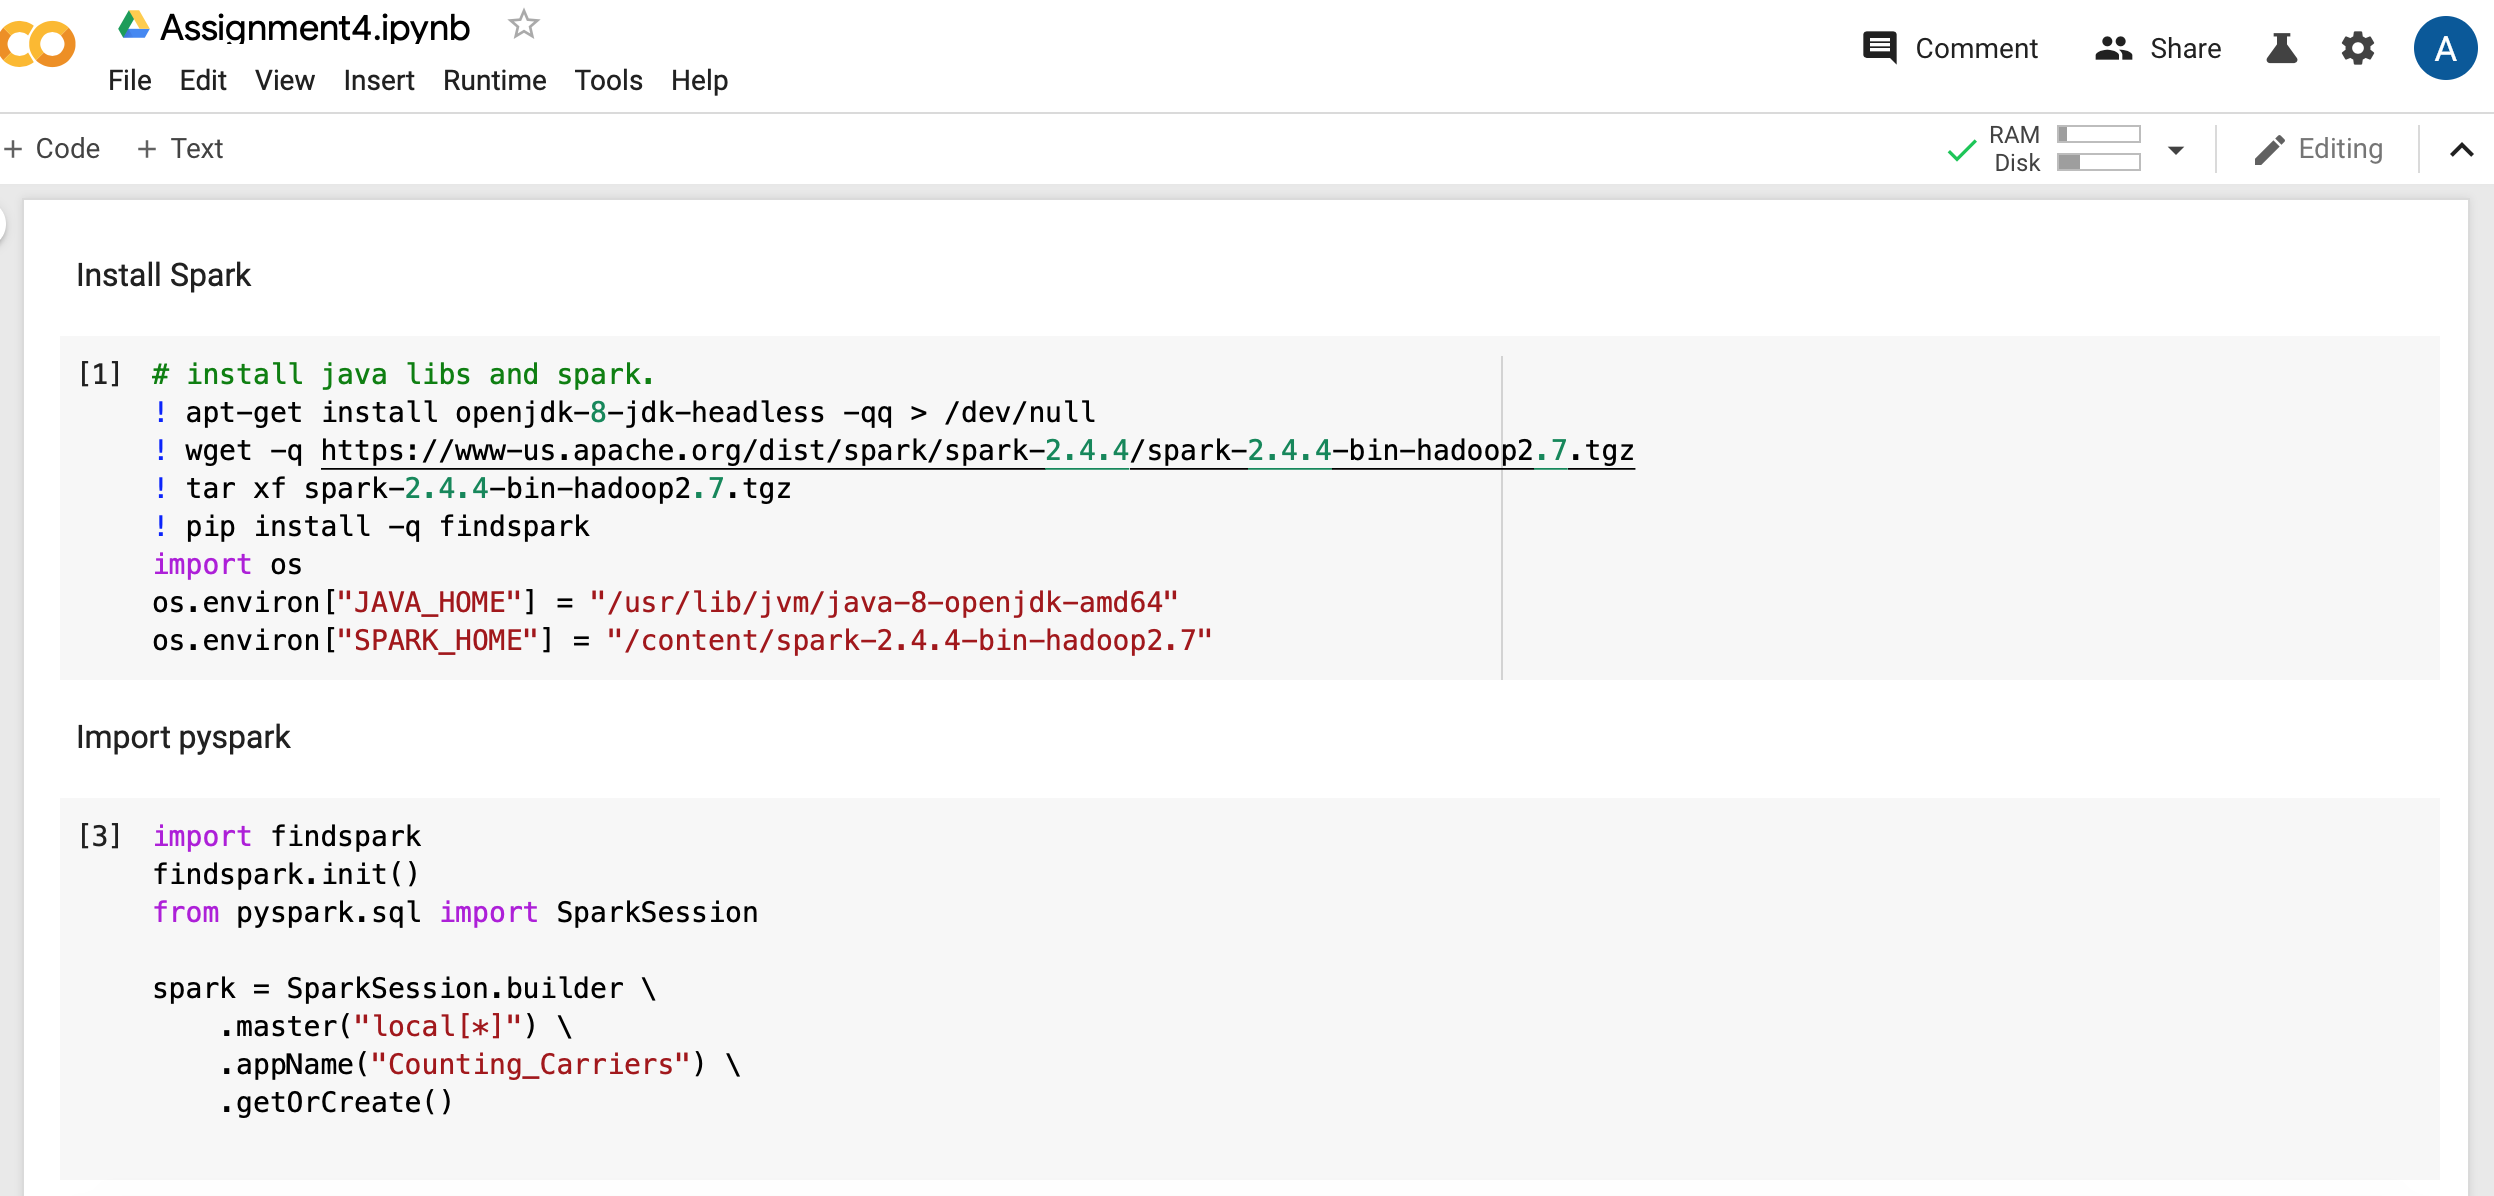 Assignment4.ipynb
File Edit View Insert Runtime Tools Help
Comment
Share
A
+ Code + Text
RAM
Disk
Editing
Install Spark
[1] # install java libs and spark.
! apt-get install openjdk-8-jdk-headless -qq > /dev/null
! wget -q https://www-us.apache.org/dist/spark/spark-2.4.4/spark-2.4.4-bin-hadoop2.7.tgz
! tar xf spark-2.4.4-bin-hadoop2.7.tgz
! pip install -q findspark
import os
os.environ["JAVA_HOME"] = "/usr/lib/jvm/java-8-openjdk-amd64"
os.environ["SPARK_HOME"] = "/content/spark-2.4.4-bin-hadoop2.7"
Import pyspark
[3] import findspark
findspark.init()
from pyspark.sql import SparkSession
spark = SparkSession.builder \
    .master("local[*]") \
    .appName("Counting_Carriers") \
    .getOrCreate()